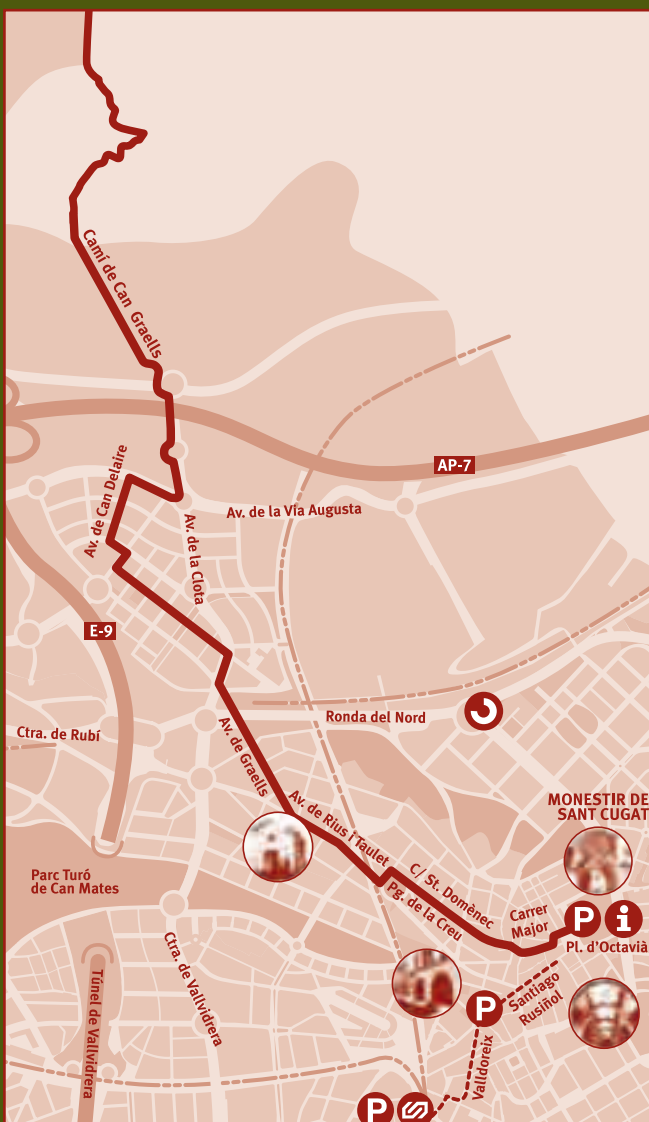 Camí de Can Graells
AP-7
Av. de Can Delaire
Av. de la Vía Augusta
Av. de la Clota
E-9
Ronda del Nord
Ctra. de Rubí
Av. de Graells
MONESTIR DE
SANT CUGAT
Av. de Rius i Taulet
C/ St. Domènec
Pg. de la Creu
Parc Turó
de Can Mates
Carrer
Major
P i
Pl. d'Octavià
Ctra. de Vallvidrera
Túnel de Vallvidrera
P
Santiago
Rusiñol
Valldoreix
P